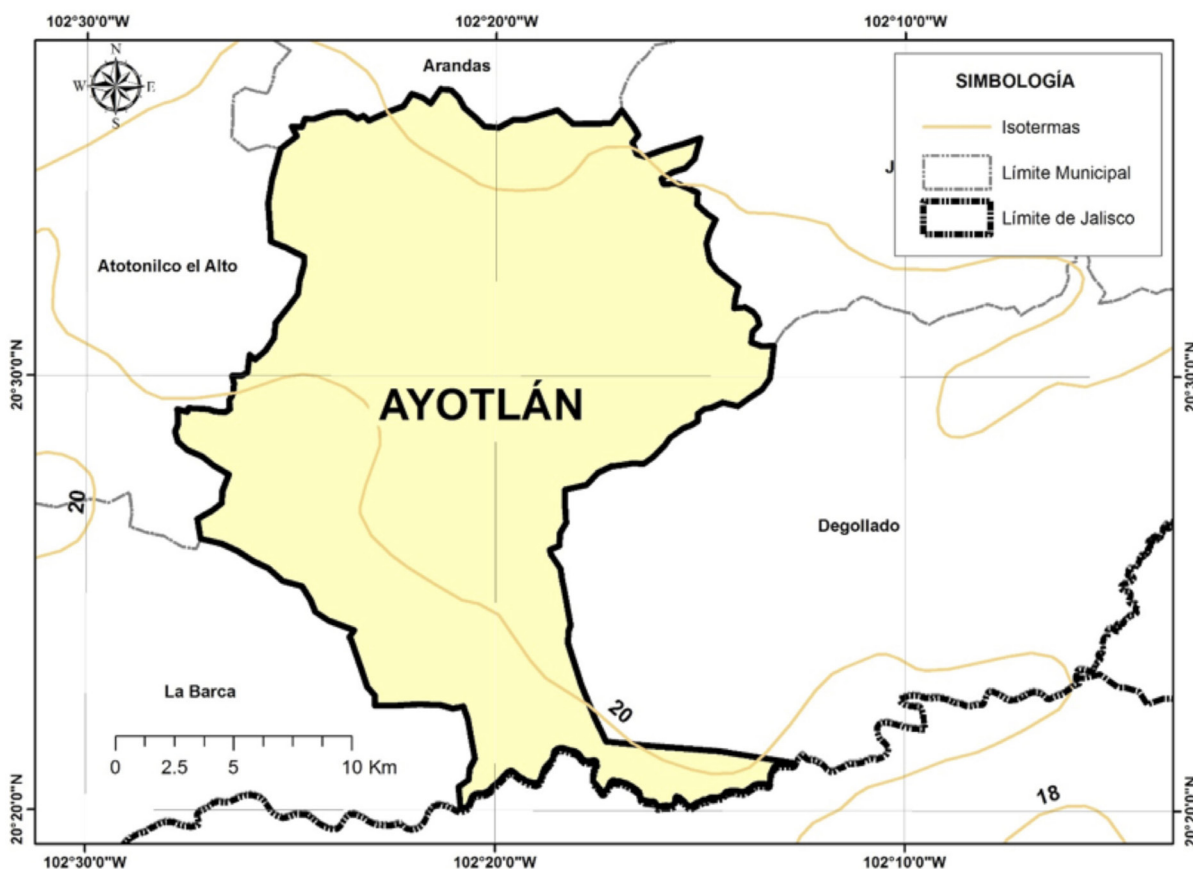 102°30'0"W 102°20'0"W 102°10'0"W
N
W E
S
Arandas
SIMBOLOGÍA
Isotermas
Límite Municipal
Límite de Jalisco
J
Atotonilco el Alto
20°30'0"N
20°30'0"N
AYOTLÁN
20
Degollado
La Barca
20
0 2.5 5 10 Km
18
20°20'0"N
20°20'0"N
102°30'0"W 102°20'0"W 102°10'0"W